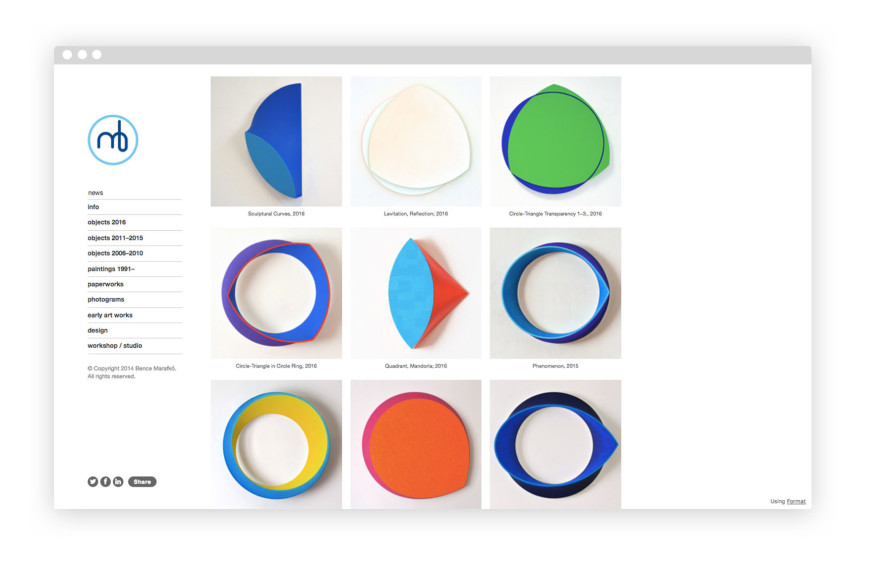 mb
news
info
objects 2016
objects 2011–2015
objects 2006–2010
paintings 1991–
paperworks
photograms
early art works
design
workshop / studio
© Copyright 2014 Bence Marafkó.
All rights reserved.
Share
Sculptural Curves, 2016
Levitation, Reflection; 2016
Circle-Triangle Transparency 1–3., 2016
Circle-Triangle in Circle Ring, 2016
Quadrant, Mandorla; 2016
Phenomenon, 2015
Using Format